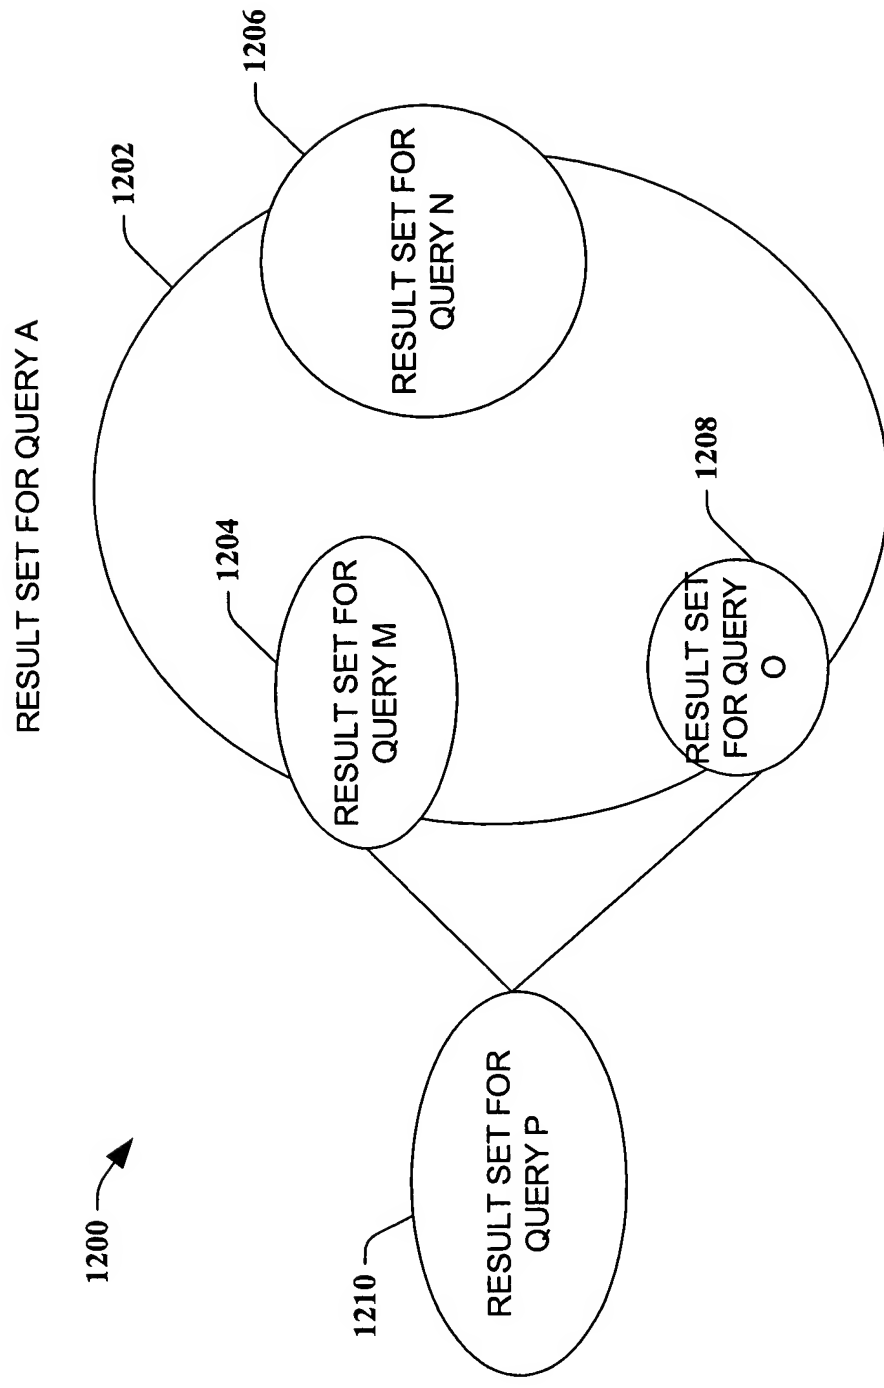 RESULT SET FOR QUERY A
1200
1202
1204
RESULT SET FOR
QUERY M
1206
RESULT SET FOR
QUERY N
1210
RESULT SET FOR
QUERY P
1208
RESULT SET
FOR QUERY
O